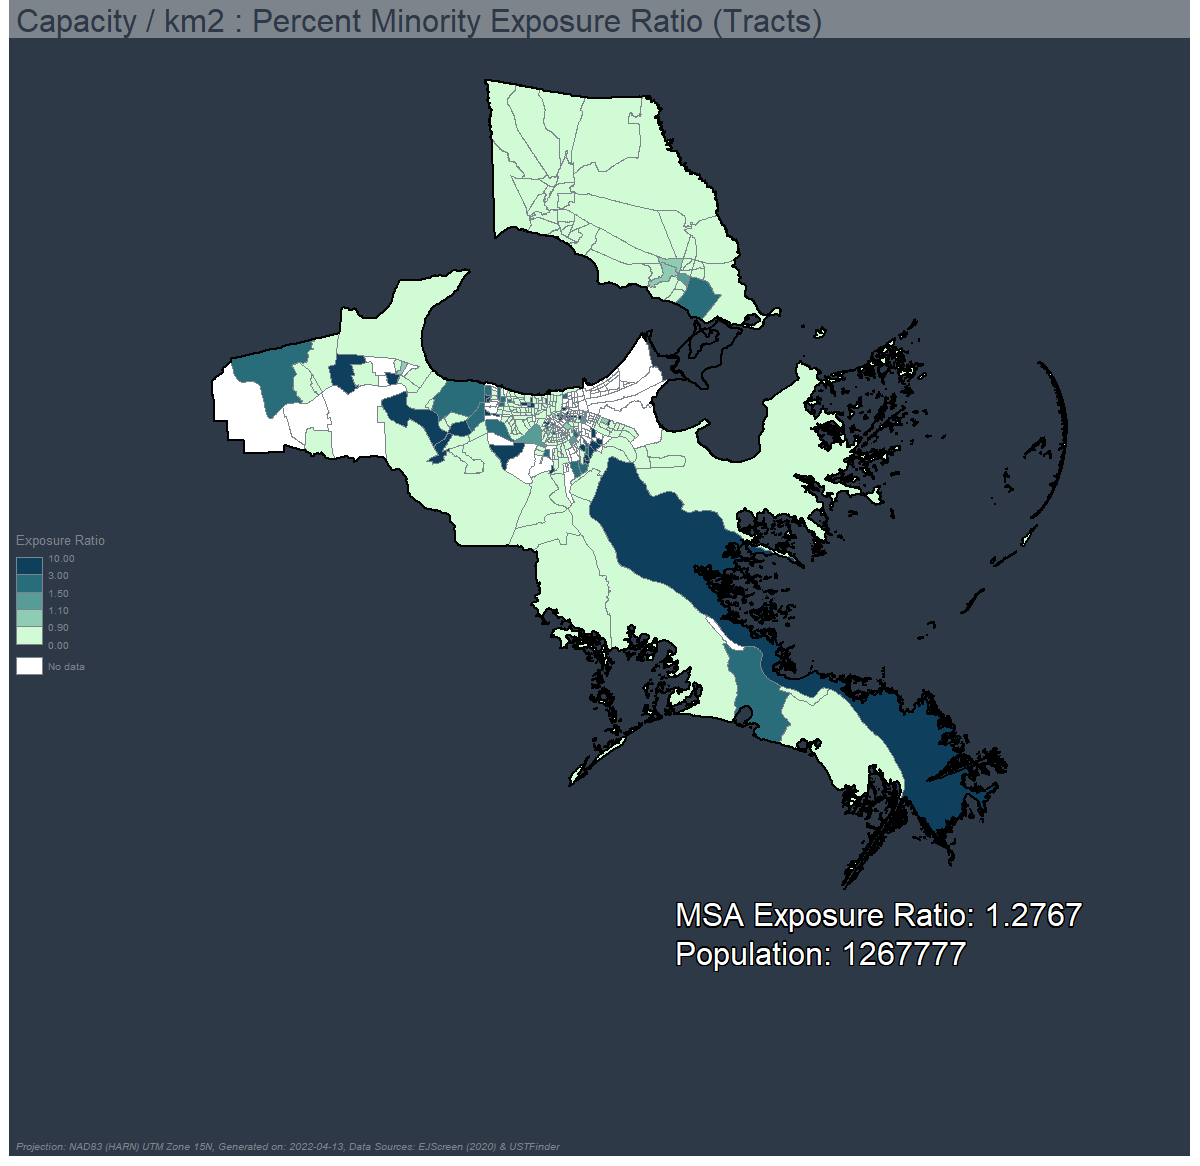 Capacity / km2 : Percent Minority Exposure Ratio (Tracts)
Exposure Ratio
10.00
3.00
1.50
1.10
0.90
0.00
No data
MSA Exposure Ratio: 1.2767
Population: 1267777
Projection: NAD83 (HARN) UTM Zone 15N, Generated on: 2022-04-13, Data Sources: EJScreen (2020) & USTFinder